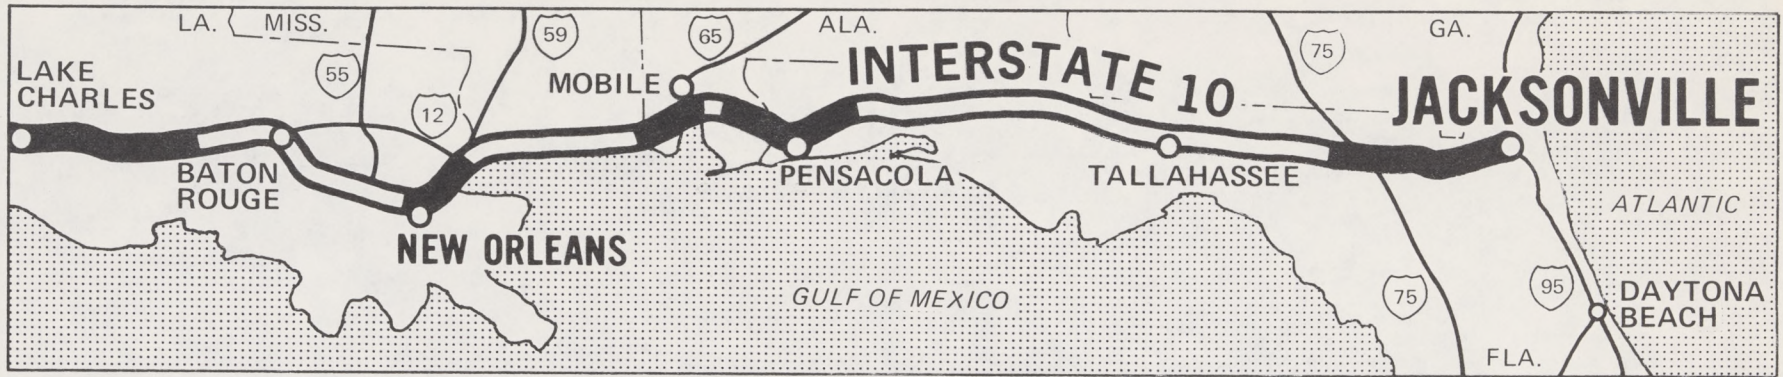 LA. MISS.
59
65
ALA.
75
GA.
LAKE
CHARLES
55
12
MOBILE
INTERSTATE 10
JACKSONVILLE
BATON
ROUGE
PENSACOLA
TALLAHASSEE
ATLANTIC
NEW ORLEANS
GULF OF MEXICO
75
95
DAYTONA
BEACH
FLA.